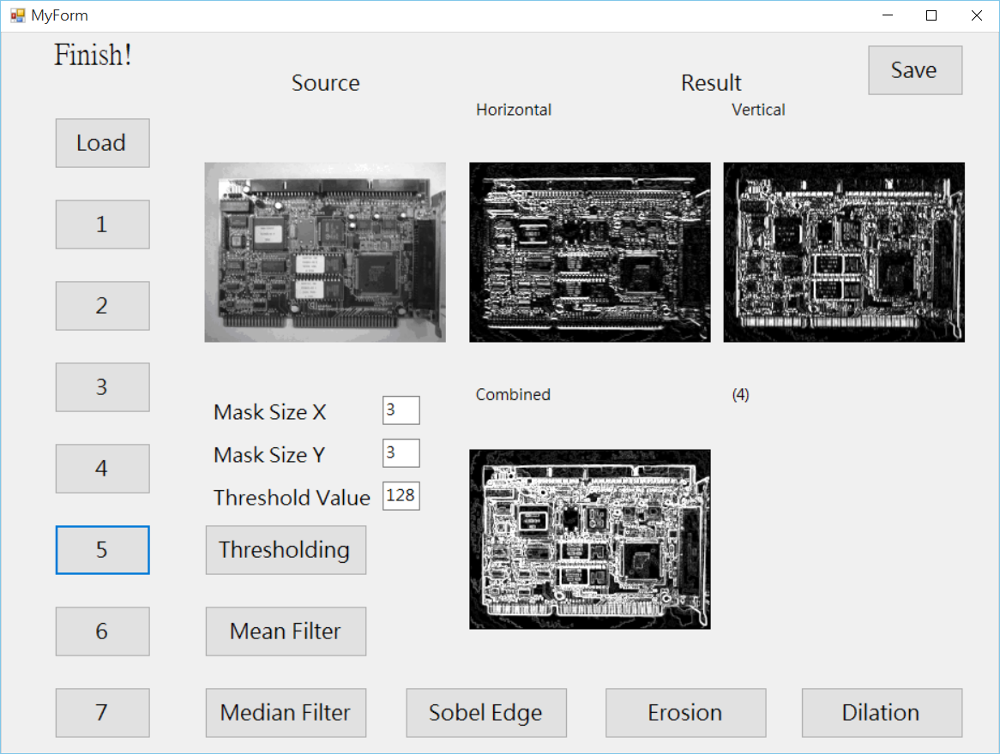 MyForm
Finish!
Save
Source
Result
Horizontal
Vertical
Load
1
2
3
4
5
6
7
Combined
(4)
Mask Size X
3
Mask Size Y
3
Threshold Value
128
Thresholding
Mean Filter
Median Filter
Sobel Edge
Erosion
Dilation